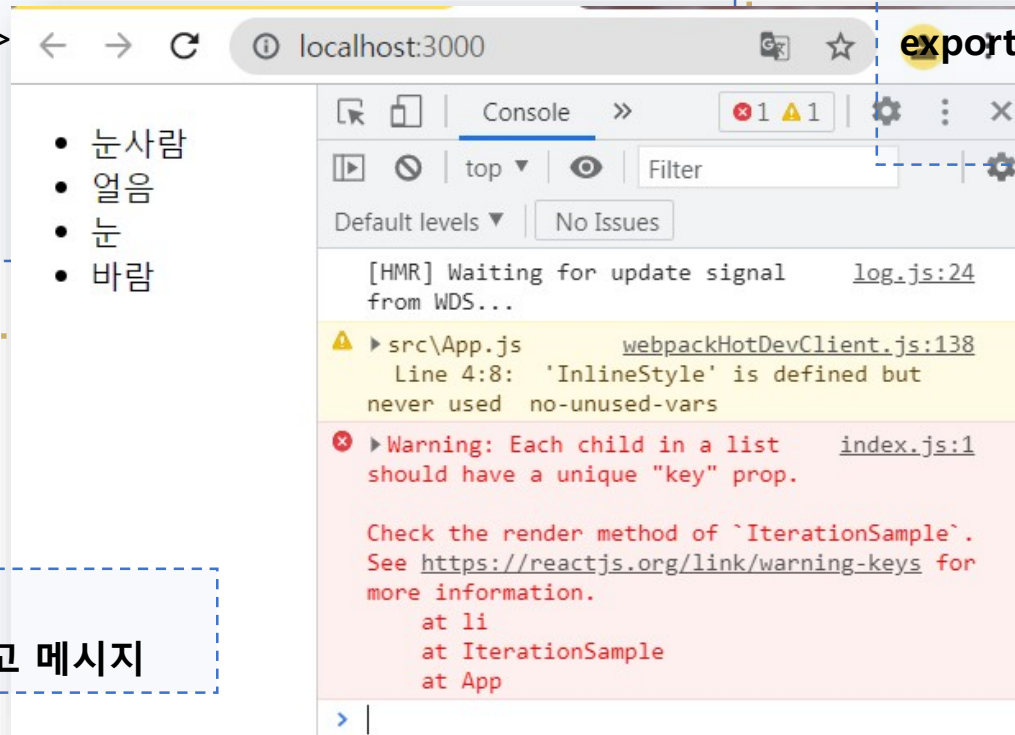 >
localhost:3000
export
눈사람
얼음
눈
바람
Console
1
1
top
Filter
Default levels
No Issues
[HMR] Waiting for update signal
log.js:24
from WDS...
src\App.js
webpackHotDevClient.js:138
Line 4:8: 'InlineStyle' is defined but
never used no-unused-vars
Warning: Each child in a list
index.js:1
should have a unique "key" prop.
Check the render method of `IterationSample`.
See https://reactjs.org/link/warning-keys for
more information.
at li
at IterationSample
at App
고 메시지